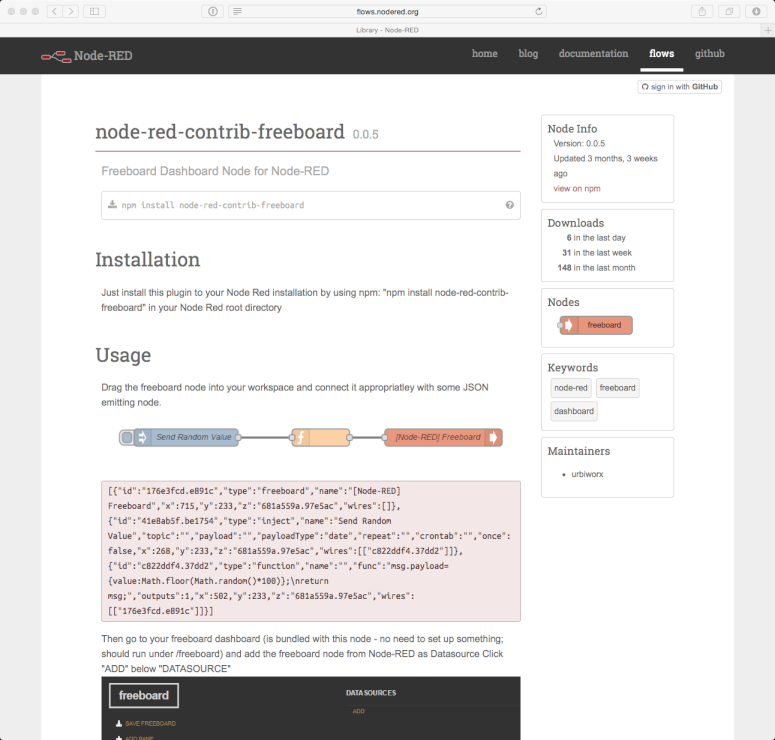 flows.nodered.org
Library - Node-RED
Node-RED
home blog documentation flows github
sign in with GitHub
node-red-contrib-freeboard 0.0.5
Freeboard Dashboard Node for Node-RED
npm install node-red-contrib-freeboard
Installation
Just install this plugin to your Node Red installation by using npm: "npm install node-red-contrib-
freeboard" in your Node Red root directory
Usage
Drag the freeboard node into your workspace and connect it appropriatley with some JSON
emitting node.
Send Random Value
f
[Node-RED] Freeboard
[{"id":"176e3fcd.e891c","type":"freeboard","name":"[Node-RED]
Freeboard","x":715,"y":233,"z":"681a559a.97e5ac","wires":[]},
{"id":"41e8ab5f.be1754","type":"inject","name":"Send Random
Value","topic":"","payload":"","payloadType":"date","repeat":"","crontab":"","once":
false,"x":268,"y":233,"z":"681a559a.97e5ac","wires":[["c822ddf4.37dd2"]]},
{"id":"c822ddf4.37dd2","type":"function","name":"","func":"msg.payload=
{value:Math.floor(Math.random()*100)};\nreturn
msg;","outputs":1,"x":502,"y":233,"z":"681a559a.97e5ac","wires":
[["176e3fcd.e891c"]]}]
Then go to your freeboard dashboard (is bundled with this node - no need to set up something;
should run under /freeboard) and add the freeboard node from Node-RED as Datasource Click
"ADD" below "DATASOURCE"
freeboard
SAVE FREEBOARD
ADD PANE
DATASOURCES
ADD
Node Info
Version: 0.0.5
Updated 3 months, 3 weeks
ago
view on npm
Downloads
6 in the last day
31 in the last week
148 in the last month
Nodes
freeboard
Keywords
node-red freeboard
dashboard
Maintainers
urbiworx